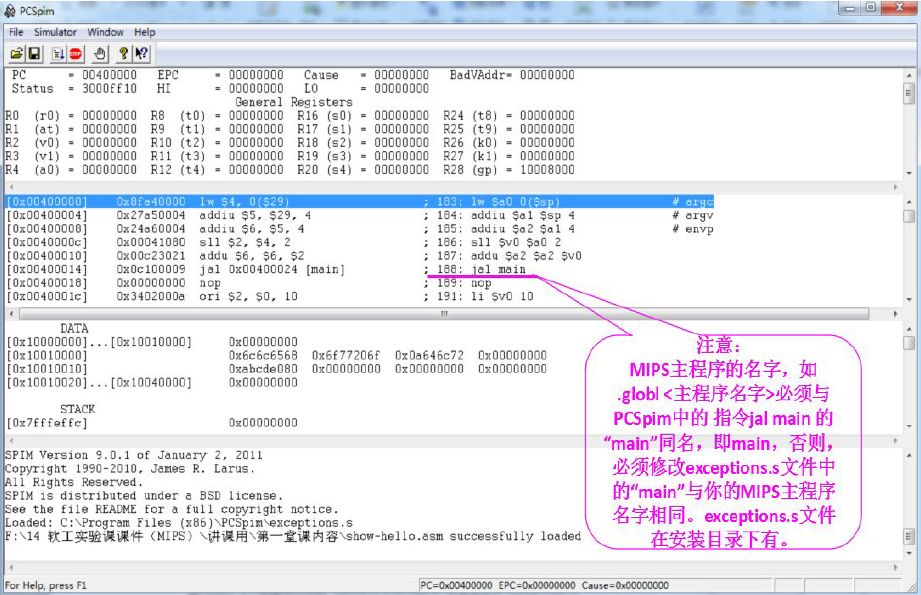 PCSpim
File Simulator Window Help
PC = 00400000 EPC = 00000000 Cause = 00000000 BadVAddr= 00000000
Status = 3000ff10 HI = 00000000 LO = 00000000
General Registers
R0 (r0) = 00000000 R8 (t0) = 00000000 R16 (s0) = 00000000 R24 (t8) = 00000000
R1 (at) = 00000000 R9 (t1) = 00000000 R17 (s1) = 00000000 R25 (t9) = 00000000
R2 (v0) = 00000000 R10 (t2) = 00000000 R18 (s2) = 00000000 R26 (k0) = 00000000
R3 (v1) = 00000000 R11 (t3) = 00000000 R19 (s3) = 00000000 R27 (k1) = 00000000
R4 (a0) = 00000000 R12 (t4) = 00000000 R20 (s4) = 00000000 R28 (gp) = 10008000
[0x00400000] 0x8fa40000 lw $4, 0($29) ; 183: lw $a0 0($sp) # argc
[0x00400004] 0x27a50004 addiu $5, $29, 4 ; 184: addiu $a1 $sp 4 # argv
[0x00400008] 0x24a60004 addiu $6, $5, 4 ; 185: addiu $a2 $a1 4 # envp
[0x0040000c] 0x00041080 sll $2, $4, 2 ; 186: sll $v0 $a0 2
[0x00400010] 0x00c23021 addu $6, $6, $2 ; 187: addu $a2 $a2 $v0
[0x00400014] 0x0c100009 jal 0x00400024 [main] ; 188: jal main
[0x00400018] 0x00000000 nop ; 189: nop
[0x0040001c] 0x3402000a ori $2, $0, 10 ; 191: li $v0 10
DATA
[0x10000000]...[0x10010000] 0x00000000
[0x10010000] 0x6c6c6568 0x6f77206f 0x0a646c72 0x00000000
[0x10010010] 0xabcde080 0x00000000 0x00000000 0x00000000
[0x10010020]...[0x10040000] 0x00000000
STACK
[0x7fffeffc] 0x00000000
SPIM Version 9.0.1 of January 2, 2011
Copyright 1990-2010, James R. Larus.
All Rights Reserved.
SPIM is distributed under a BSD license.
See the file README for a full copyright notice.
Loaded: C:\Program Files (x86)\PCSpim\exceptions.s
F:\14 软工实验课课件（MIPS）\讲课用\第一堂课内容\show-hello.asm successfully loaded
注意：
MIPS主程序的名字，如
.globl <主程序名字>必须与
PCSpim中的 指令jal main 的
“main”同名，即main，否则，
必须修改exceptions.s文件中
的“main”与你的MIPS主程序
名字相同。exceptions.s文件
在安装目录下有。
For Help, press F1
PC=0x00400000 EPC=0x00000000 Cause=0x00000000